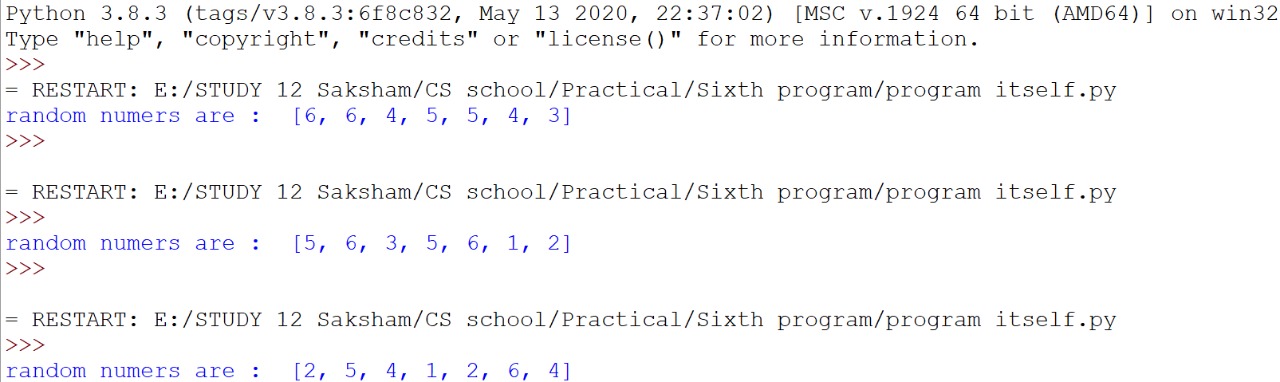 Python 3.8.3 (tags/v3.8.3:6f8c832, May 13 2020, 22:37:02) [MSC v.1924 64 bit (AMD64)] on win32
Type "help", "copyright", "credits" or "license()" for more information.
>>>
= RESTART: E:/STUDY 12 Saksham/CS school/Practical/Sixth program/program itself.py
random numers are :  [6, 6, 4, 5, 5, 4, 3]
>>>
= RESTART: E:/STUDY 12 Saksham/CS school/Practical/Sixth program/program itself.py
>>>
random numers are :  [5, 6, 3, 5, 6, 1, 2]
>>>
= RESTART: E:/STUDY 12 Saksham/CS school/Practical/Sixth program/program itself.py
>>>
random numers are :  [2, 5, 4, 1, 2, 6, 4]